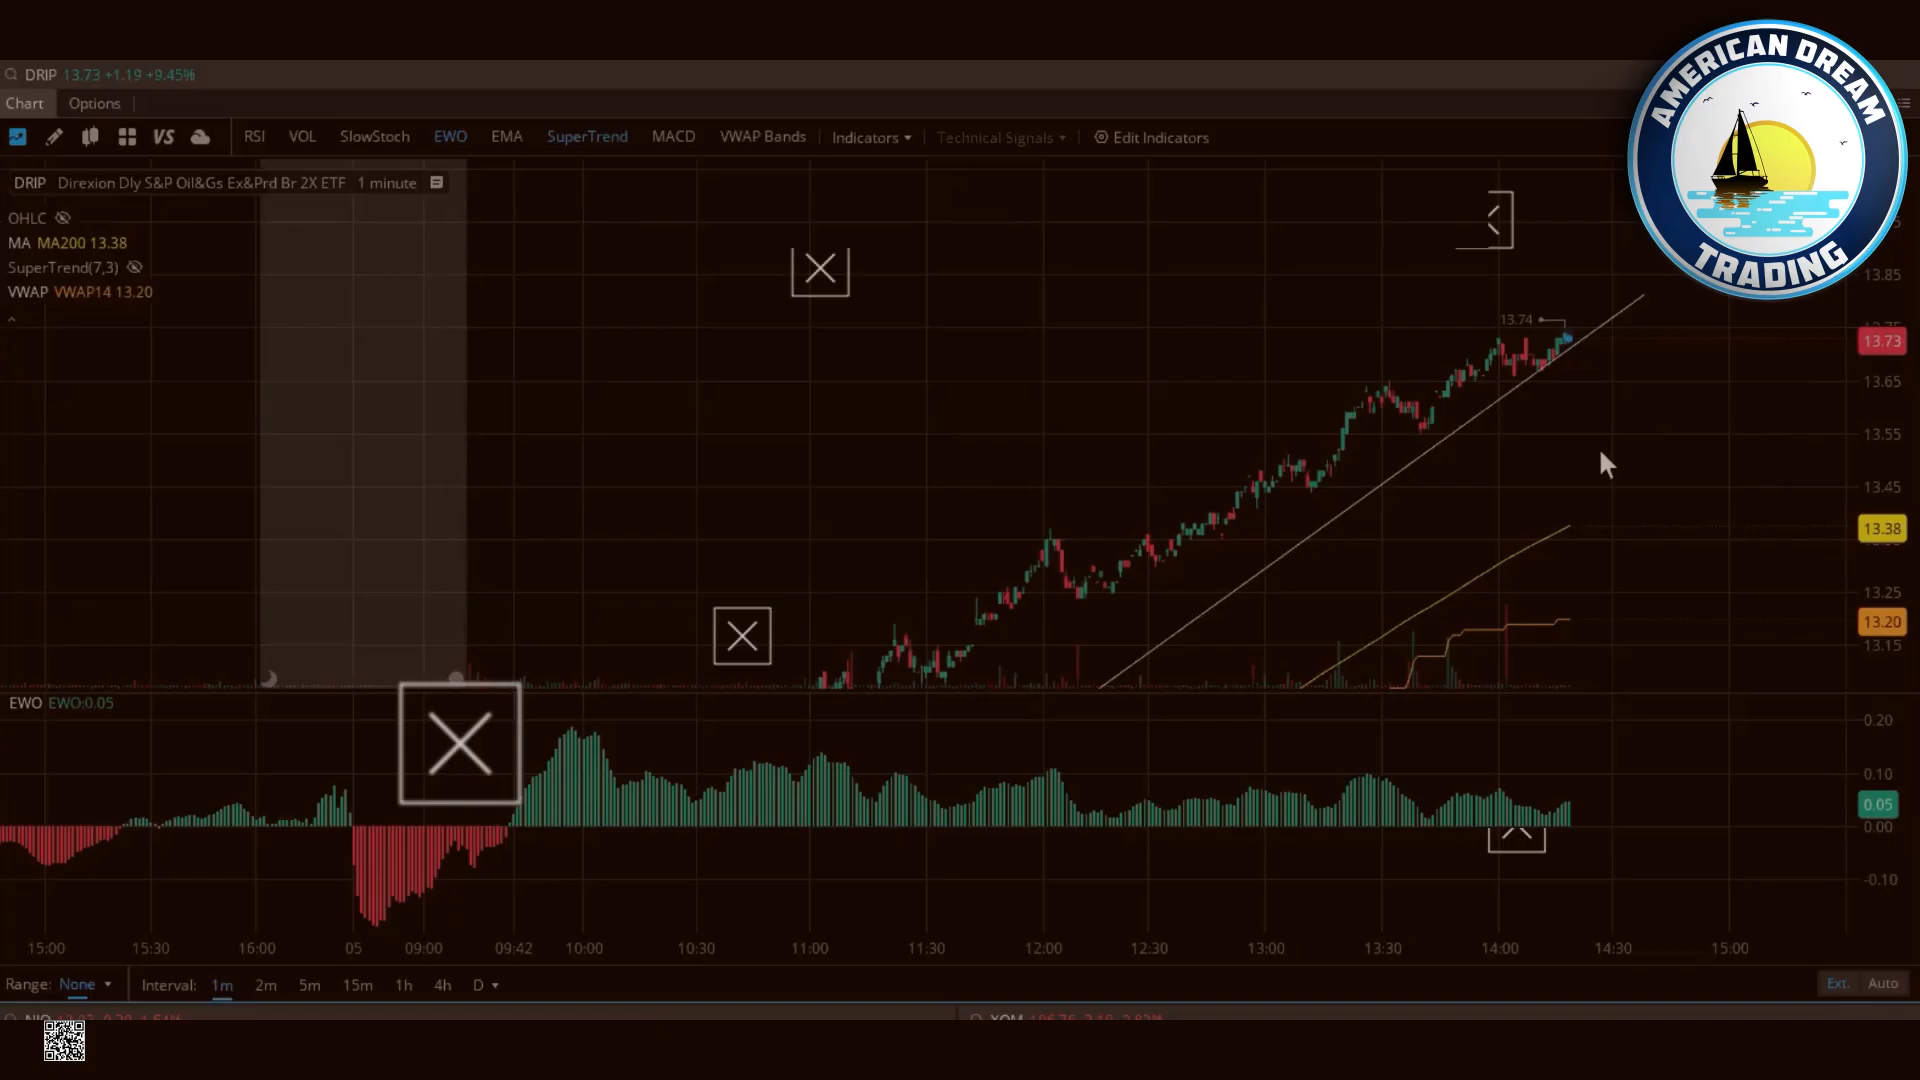 AMERICAN DREAM
TRADING
DRIP 13.73 +1.19 +9.45%
Chart Options
VS RSI VOL SlowStoch EWO EMA SuperTrend MACD VWAP Bands Indicators Technical Signals Edit Indicators
DRIP Direxion Dly S&P Oil&Gs Ex&Prd Br 2X ETF 1 minute
OHLC
MA MA200 13.38
SuperTrend(7,3)
VWAP VWAP14 13.20
13.85
13.74
13.73
13.65
13.55
13.45
13.38
13.25
13.20
13.15
EWO EWO:0.05
0.20
0.10
0.05
0.00
-0.10
15:00 15:30 16:00 05 09:00 09:42 10:00 10:30 11:00 11:30 12:00 12:30 13:00 13:30 14:00 14:30 15:00
Range: None Interval: 1m 2m 5m 15m 1h 4h D Ext. Auto